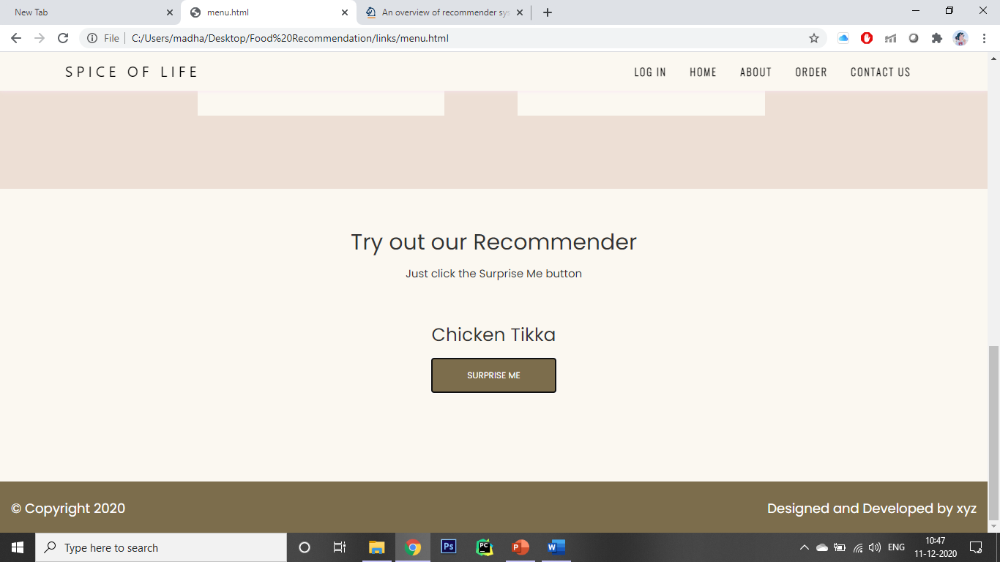 New Tab
menu.html
An overview of recommender sys
File
C:/Users/madha/Desktop/Food%20Recommendation/links/menu.html
SPICE OF LIFE
LOG IN
HOME
ABOUT
ORDER
CONTACT US
Try out our Recommender
Just click the Surprise Me button
Chicken Tikka
SURPRISE ME
© Copyright 2020
Designed and Developed by xyz
Type here to search
Ps
PC
P
W
ENG
10:47
11-12-2020